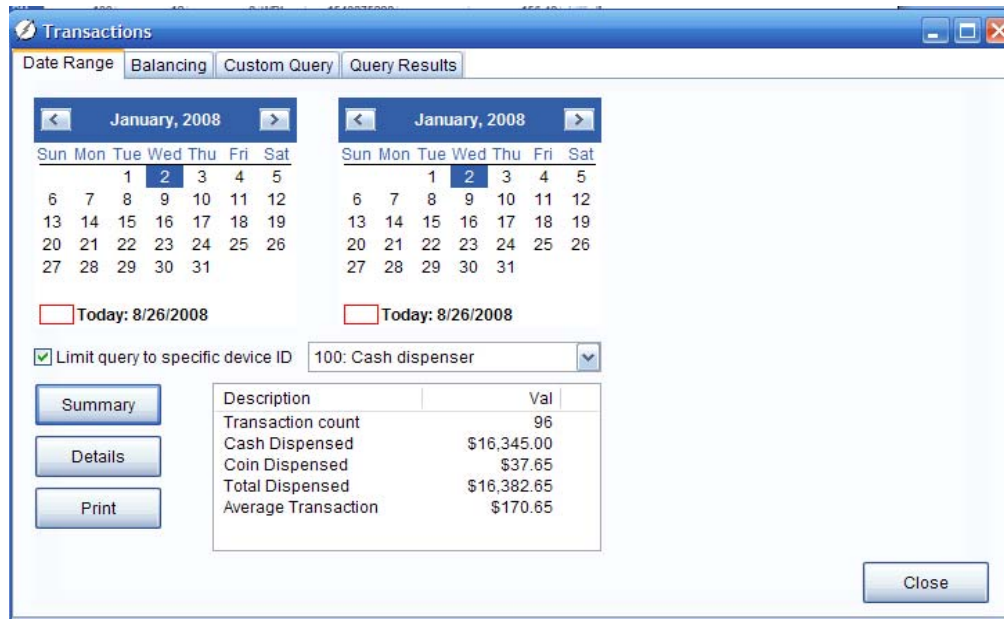 Transactions
Date Range Balancing Custom Query Query Results
January, 2008 January, 2008
Sun Mon Tue Wed Thu Fri Sat Sun Mon Tue Wed Thu Fri Sat
1 2 3 4 5 1 2 3 4 5
6 7 8 9 10 11 12 6 7 8 9 10 11 12
13 14 15 16 17 18 19 13 14 15 16 17 18 19
20 21 22 23 24 25 26 20 21 22 23 24 25 26
27 28 29 30 31 27 28 29 30 31
Today: 8/26/2008 Today: 8/26/2008
Limit query to specific device ID 100: Cash dispenser
Summary
Details
Print
Description Val
Transaction count 96
Cash Dispensed $16,345.00
Coin Dispensed $37.65
Total Dispensed $16,382.65
Average Transaction $170.65
Close